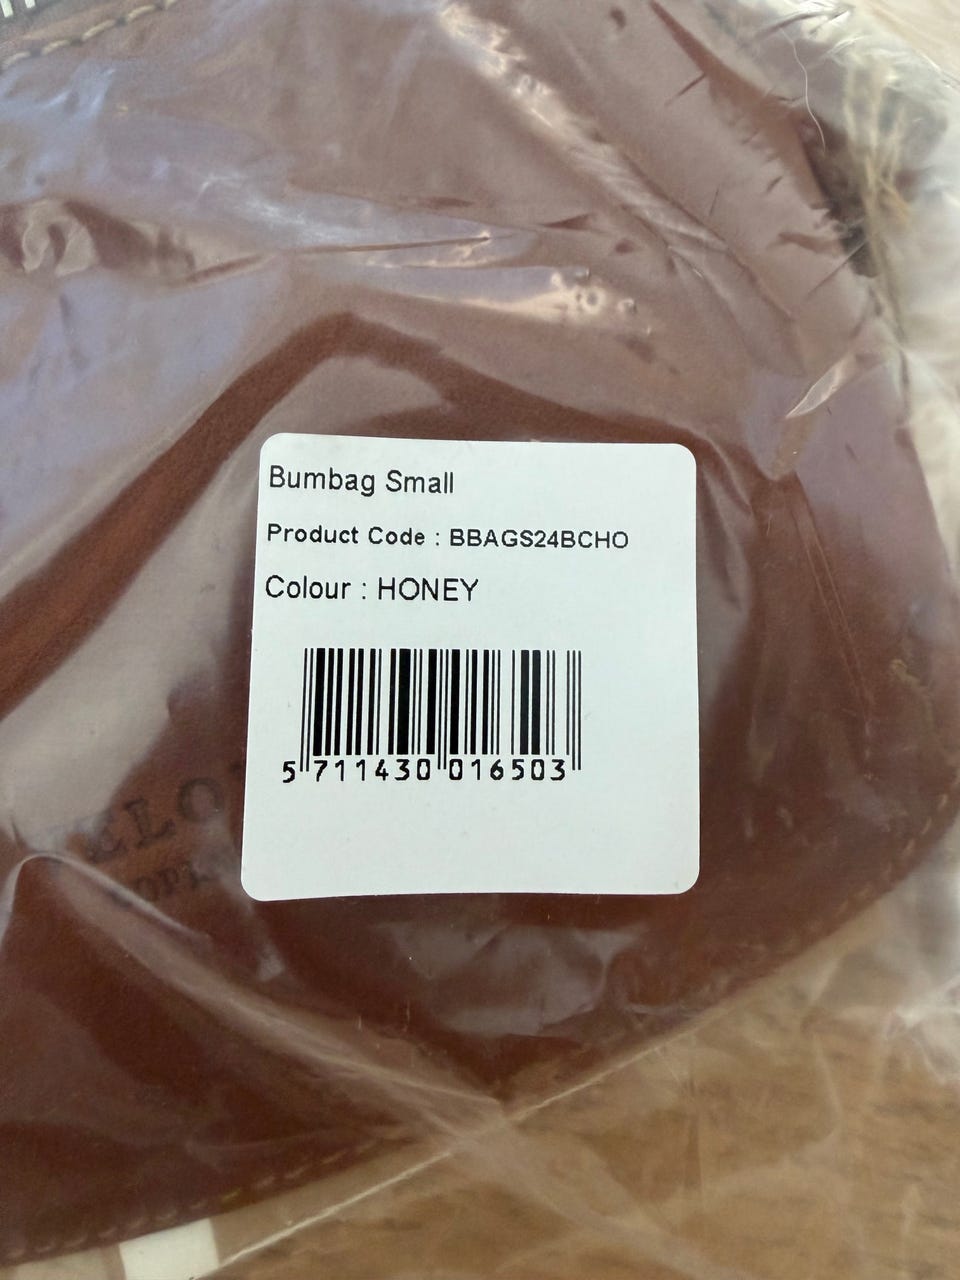 Bumbag Small
Product Code : BBAGS24BCHO
Colour : HONEY
5 711430 016503